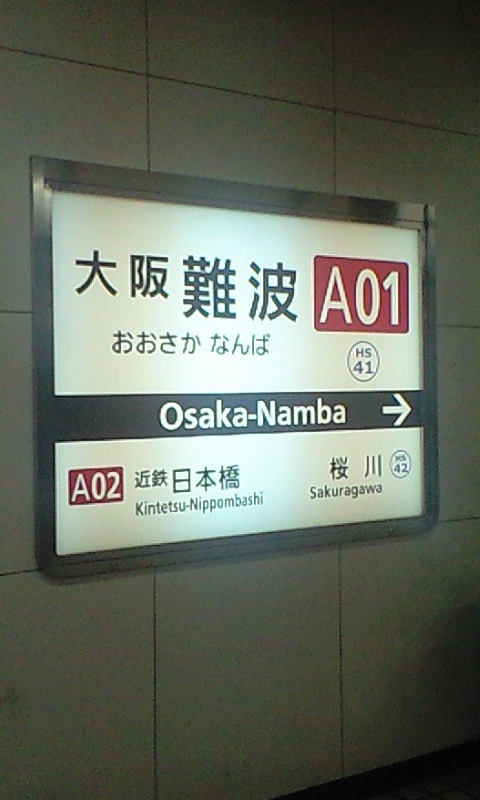 大阪難波 A01
おおさか なんば
HS
41
Osaka-Namba →
A02 近鉄日本橋
Kintetsu-Nippombashi
桜川 HS 42
Sakuragawa